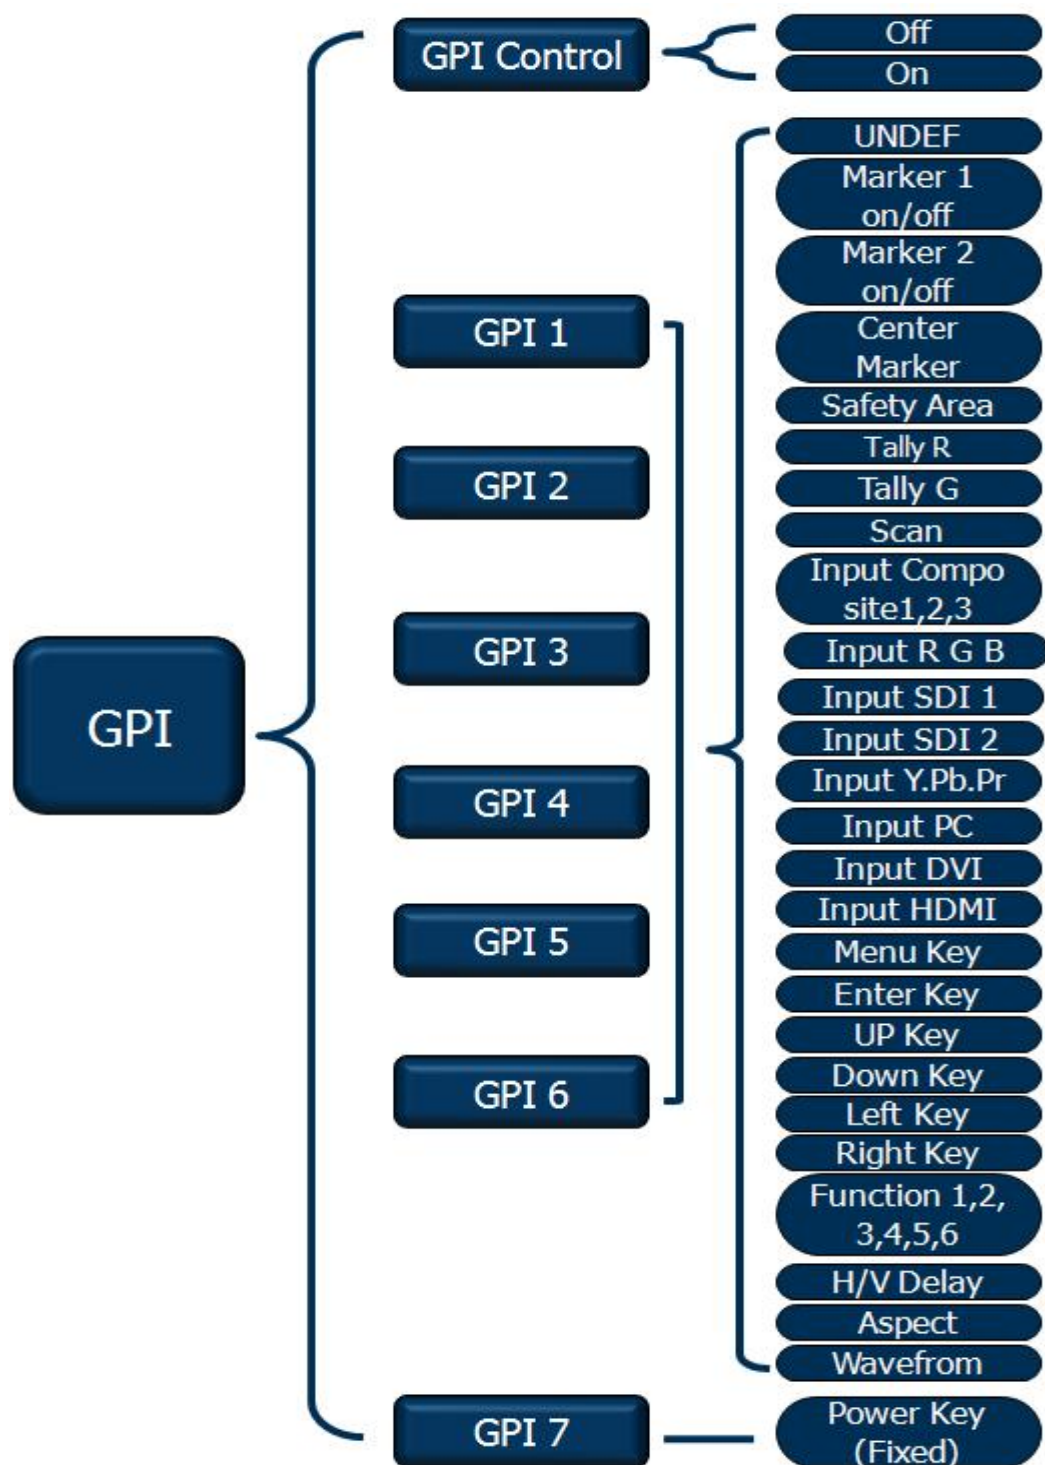 GPI
GPI Control
Off
On
GPI 1
GPI 2
GPI 3
GPI 4
GPI 5
GPI 6
UNDEF
Marker 1
on/off
Marker 2
on/off
Center
Marker
Safety Area
Tally R
Tally G
Scan
Input Compo
site1,2,3
Input R G B
Input SDI 1
Input SDI 2
Input Y.Pb.Pr
Input PC
Input DVI
Input HDMI
Menu Key
Enter Key
UP Key
Down Key
Left Key
Right Key
Function 1,2,
3,4,5,6
H/V Delay
Aspect
Wavefrom
GPI 7
Power Key
(Fixed)